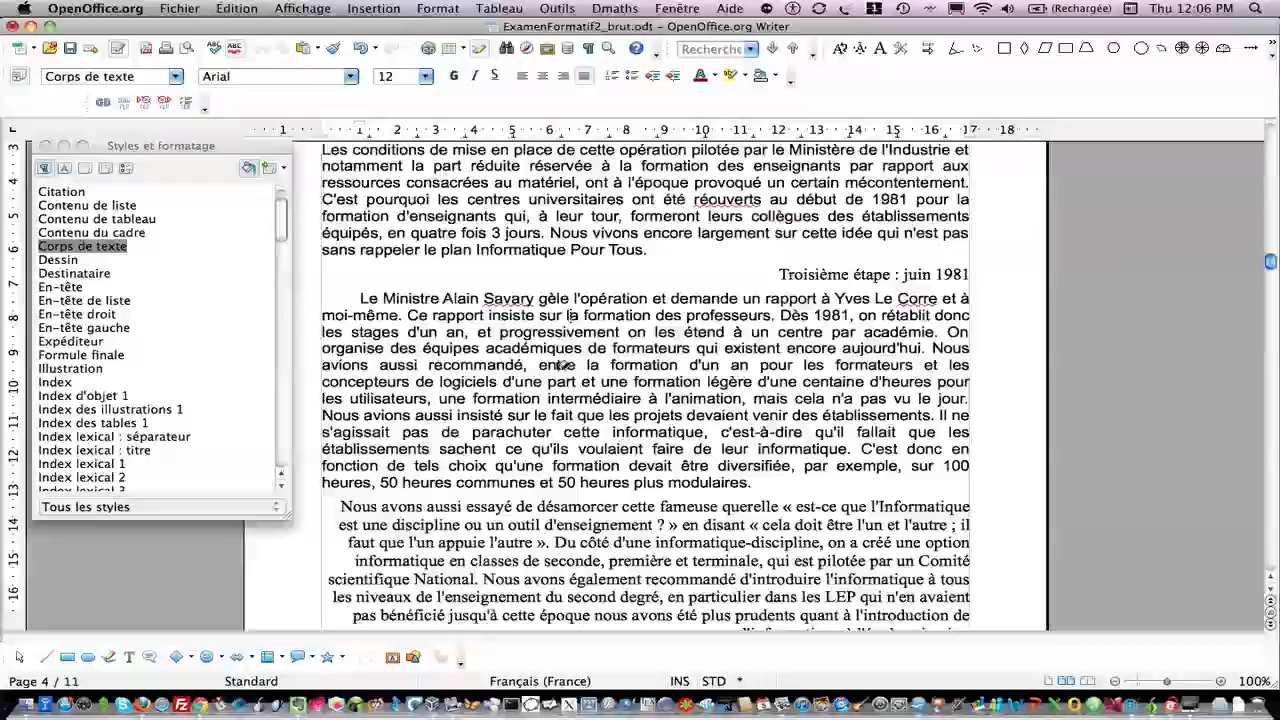 OpenOffice.org Fichier Édition Affichage Insertion Format Tableau Outils DMaths Fenêtre Aide (Rechargée) Thu 12:06 PM
ExamenFormatif2_brut.odt - OpenOffice.org Writer
Recherche
Corps de texte Arial 12 G I S
1 1 2 3 4 5 6 7 8 9 10 11 12 13 14 15 16 17 18
Styles et formatage
Citation
Contenu de liste
Contenu de tableau
Contenu du cadre
Corps de texte
Dessin
Destinataire
En-tête
En-tête de liste
En-tête droit
En-tête gauche
Expéditeur
Formule finale
Illustration
Index
Index d'objet 1
Index des illustrations 1
Index des tables 1
Index lexical : séparateur
Index lexical : titre
Index lexical 1
Index lexical 2
Index lexical 3
Tous les styles
Les conditions de mise en place de cette opération pilotée par le Ministère de l'Industrie et
notamment la part réduite réservée à la formation des enseignants par rapport aux
ressources consacrées au matériel, ont à l'époque provoqué un certain mécontentement.
C'est pourquoi les centres universitaires ont été réouverts au début de 1981 pour la
formation d'enseignants qui, à leur tour, formeront leurs collègues des établissements
équipés, en quatre fois 3 jours. Nous vivons encore largement sur cette idée qui n'est pas
sans rappeler le plan Informatique Pour Tous.
Troisième étape : juin 1981
Le Ministre Alain Savary gèle l'opération et demande un rapport à Yves Le Corre et à
moi-même. Ce rapport insiste sur la formation des professeurs. Dès 1981, on rétablit donc
les stages d'un an, et progressivement on les étend à un centre par académie. On
organise des équipes académiques de formateurs qui existent encore aujourd'hui. Nous
avions aussi recommandé, entre la formation d'un an pour les formateurs et les
concepteurs de logiciels d'une part et une formation légère d'une centaine d'heures pour
les utilisateurs, une formation intermédiaire à l'animation, mais cela n'a pas vu le jour.
Nous avions aussi insisté sur le fait que les projets devaient venir des établissements. Il ne
s'agissait pas de parachuter cette informatique, c'est-à-dire qu'il fallait que les
établissements sachent ce qu'ils voulaient faire de leur informatique. C'est donc en
fonction de tels choix qu'une formation devait être diversifiée, par exemple, sur 100
heures, 50 heures communes et 50 heures plus modulaires.
Nous avons aussi essayé de désamorcer cette fameuse querelle « est-ce que l'Informatique
est une discipline ou un outil d'enseignement ? » en disant « cela doit être l'un et l'autre ; il
faut que l'un appuie l'autre ». Du côté d'une informatique-discipline, on a créé une option
informatique en classes de seconde, première et terminale, qui est pilotée par un Comité
scientifique National. Nous avons également recommandé d'introduire l'informatique à tous
les niveaux de l'enseignement du second degré, en particulier dans les LEP qui n'en avaient
pas bénéficié jusqu'à cette époque nous avons été plus prudents quant à l'introduction de
Page 4 / 11 Standard Français (France) INS STD * 100%